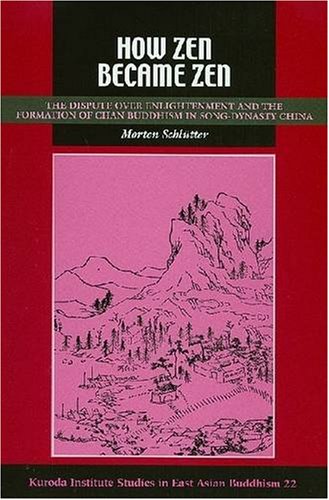 HOW ZEN
BECAME ZEN
THE DISPUTE OVER ENLIGHTENMENT AND THE
FORMATION OF CHAN BUDDHISM IN SONG-DYNASTY CHINA
Morten Schlütter
Kuroda Institute Studies in East Asian Buddhism 22